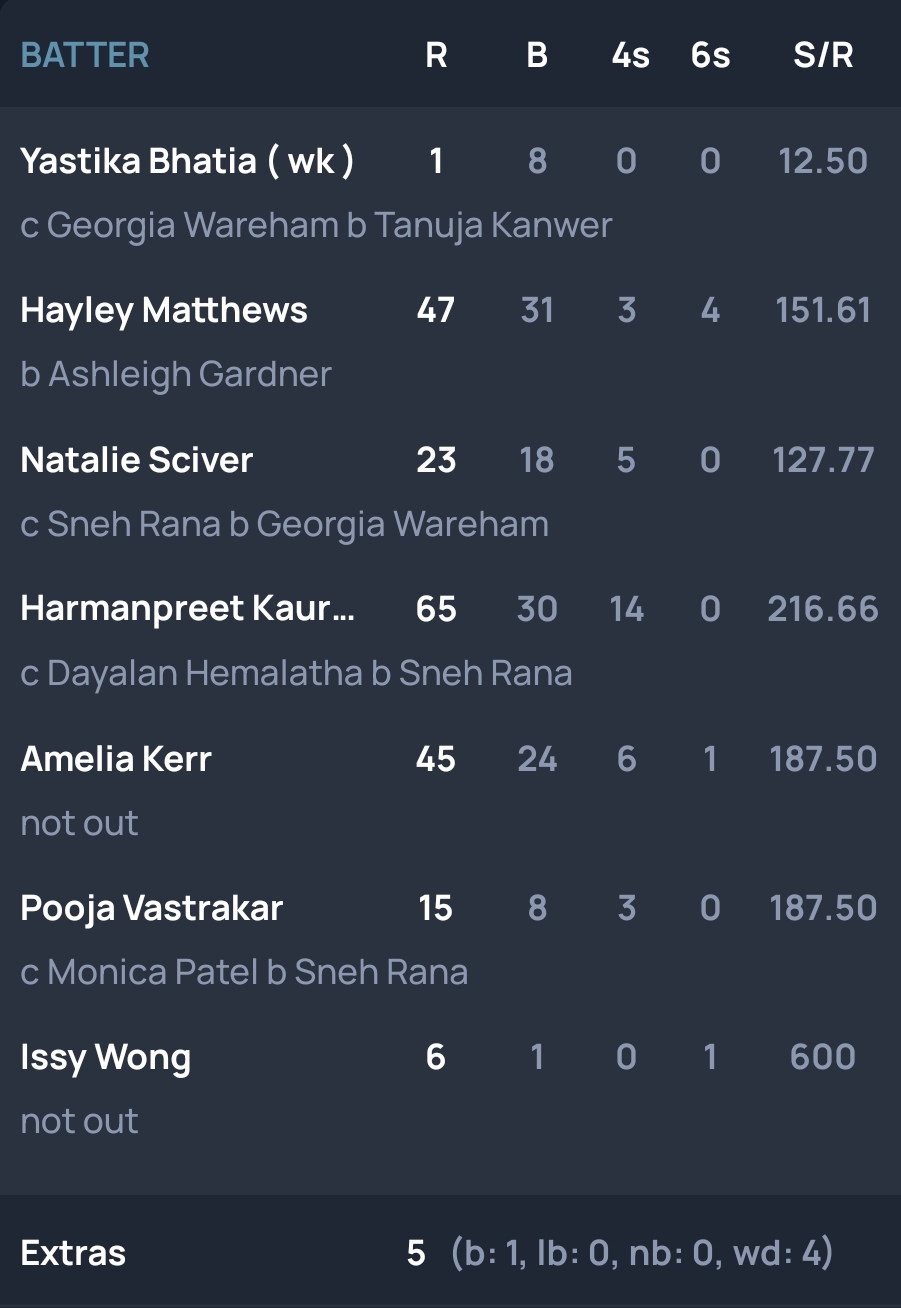 BATTER R B 4s 6s S/R
Yastika Bhatia ( wk ) 1 8 0 0 12.50
c Georgia Wareham b Tanuja Kanwer
Hayley Matthews 47 31 3 4 151.61
b Ashleigh Gardner
Natalie Sciver 23 18 5 0 127.77
c Sneh Rana b Georgia Wareham
Harmanpreet Kaur... 65 30 14 0 216.66
c Dayalan Hemalatha b Sneh Rana
Amelia Kerr 45 24 6 1 187.50
not out
Pooja Vastrakar 15 8 3 0 187.50
c Monica Patel b Sneh Rana
Issy Wong 6 1 0 1 600
not out
Extras 5 (b: 1, lb: 0, nb: 0, wd: 4)